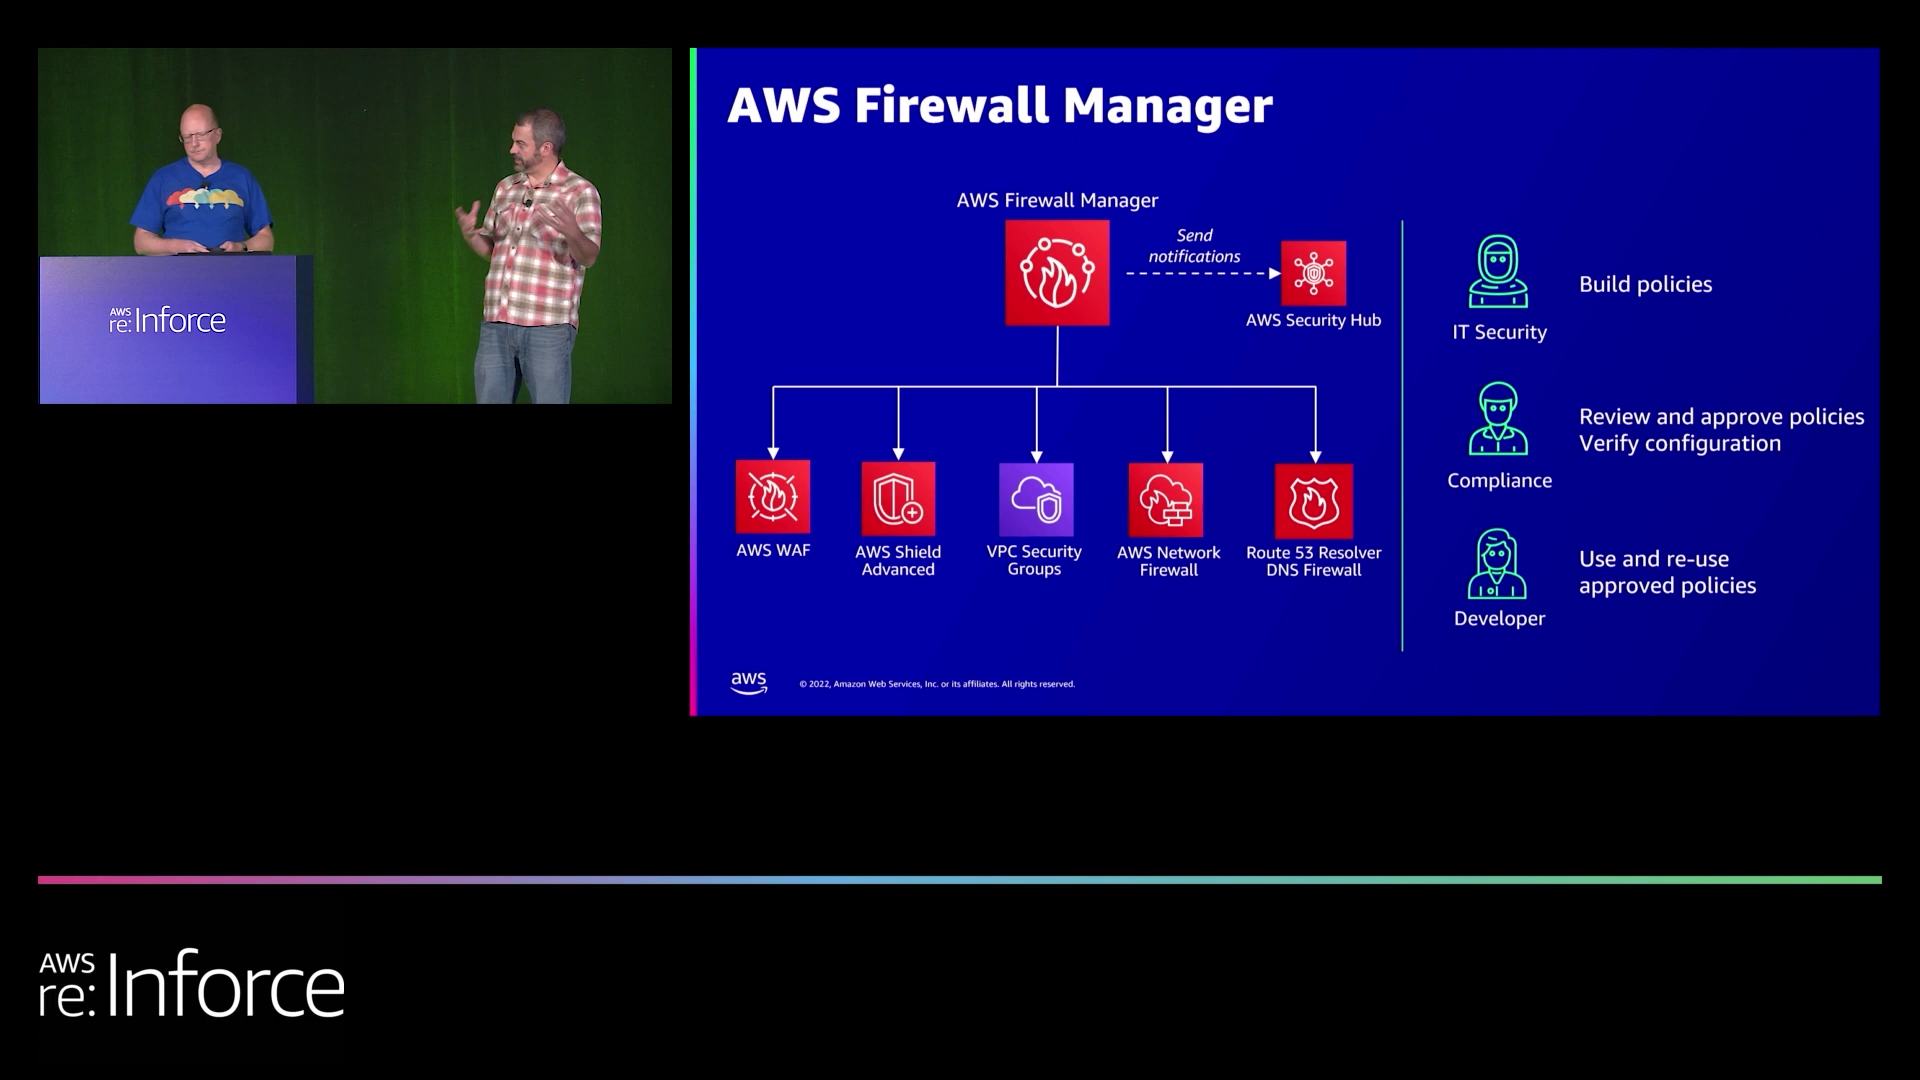 AWS
re:Inforce
AWS Firewall Manager
AWS Firewall Manager
Send
notifications
AWS Security Hub
AWS WAF
AWS Shield
Advanced
VPC Security
Groups
AWS Network
Firewall
Route 53 Resolver
DNS Firewall
IT Security
Build policies
Compliance
Review and approve policies
Verify configuration
Developer
Use and re-use
approved policies
aws
© 2022, Amazon Web Services, Inc. or its affiliates. All rights reserved.
AWS
re:Inforce